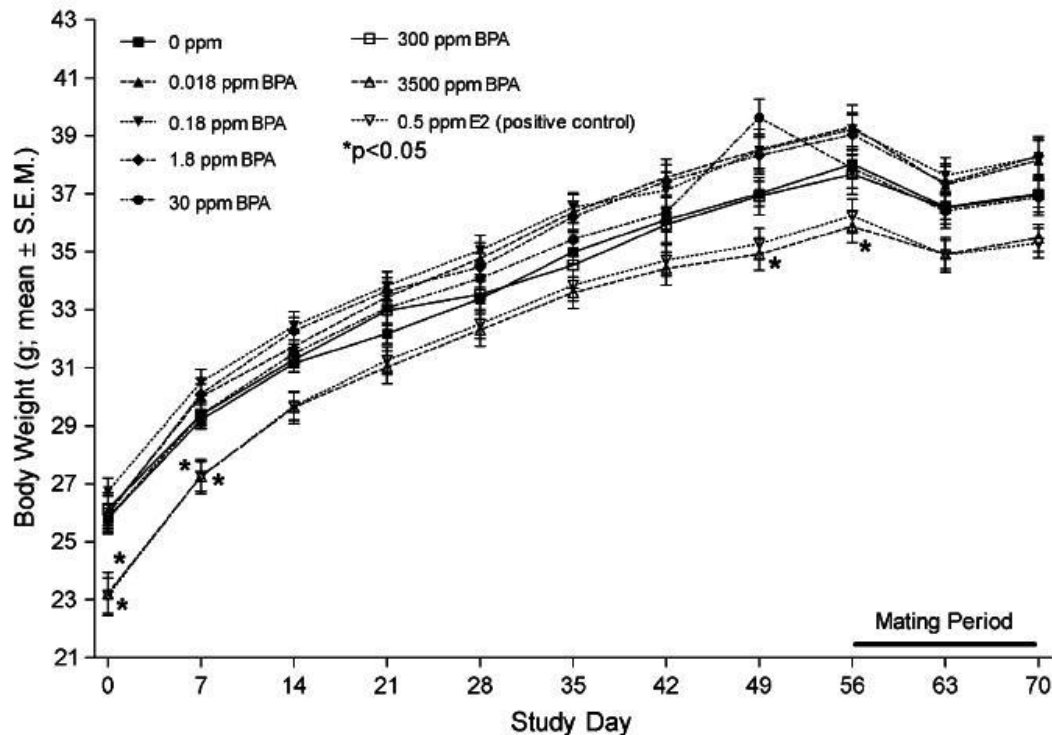 Body Weight (g; mean ± S.E.M.)
43
41
39
37
35
33
31
29
27
25
23
21
0 ppm
0.018 ppm BPA
0.18 ppm BPA
1.8 ppm BPA
30 ppm BPA
300 ppm BPA
3500 ppm BPA
0.5 ppm E2 (positive control)
*p<0.05
*
*
*
*
*
*
Mating Period
0 7 14 21 28 35 42 49 56 63 70
Study Day